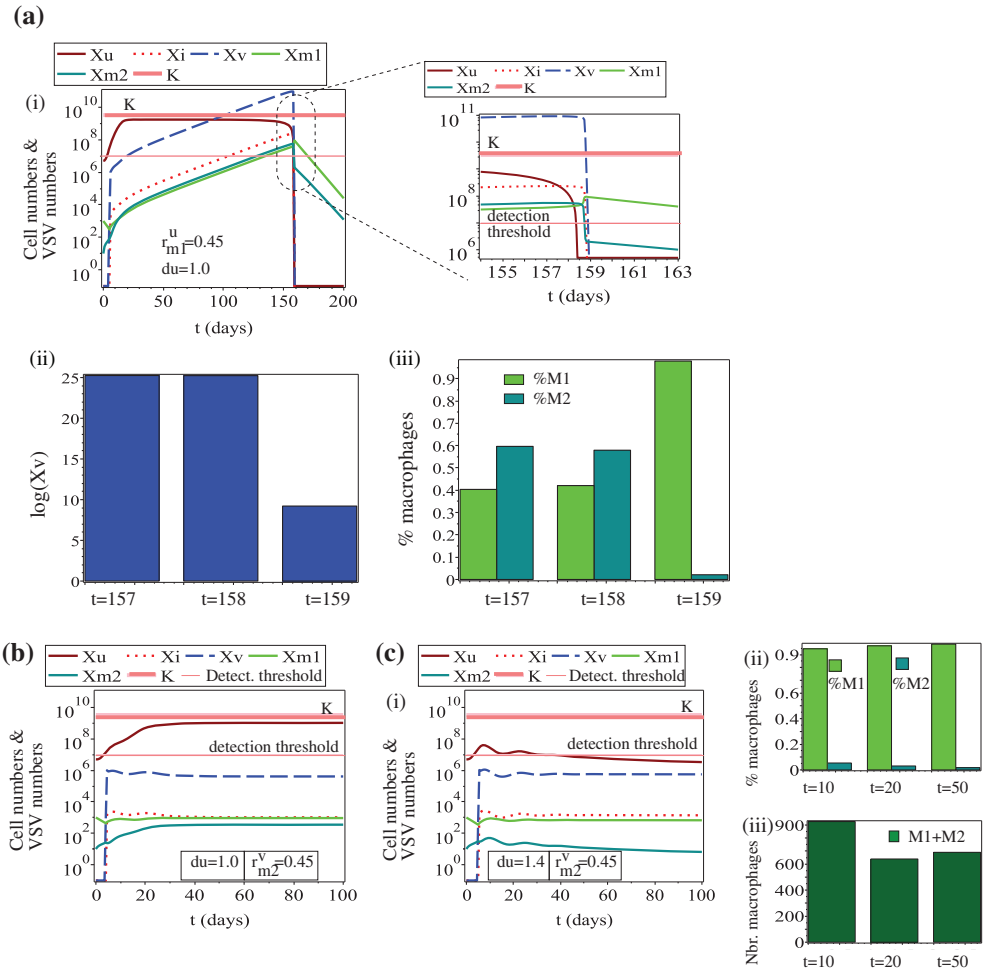 (a)
Xu Xi Xv Xm1
Xm2 K
(i)
K
10^10
10^8
10^6
10^4
10^2
10^0
Cell numbers &
VSV numbers
r^u_m1=0.45
du=1.0
0 50 100 150 200
t (days)
Xu Xi Xv Xm1
Xm2 K
10^11
K
10^8
detection
threshold
10^6
155 157 159 161 163
t (days)
(ii)
25
20
15
10
5
0
log(Xv)
t=157 t=158 t=159
(iii)
%M1
%M2
0.9
0.8
0.7
0.6
0.5
0.4
0.3
0.2
0.1
0
% macrophages
t=157 t=158 t=159
(b)
Xu Xi Xv Xm1
Xm2 K Detect. threshold
K
10^10
10^8
10^6
10^4
10^2
10^0
detection threshold
Cell numbers &
VSV numbers
du=1.0 r^v_m2=0.45
0 20 40 60 80 100
t (days)
(c)
Xu Xi Xv Xm1
Xm2 K Detect. threshold
(i)
K
10^10
10^8
10^6
10^4
10^2
10^0
detection threshold
Cell numbers &
VSV numbers
du=1.4 r^v_m2=0.45
0 20 40 60 80 100
t (days)
(ii)
0.9
0.6
0.2
0
%M1 %M2
% macrophages
t=10 t=20 t=50
(iii)
M1+M2
900
600
300
0
Nbr. macrophages
t=10 t=20 t=50